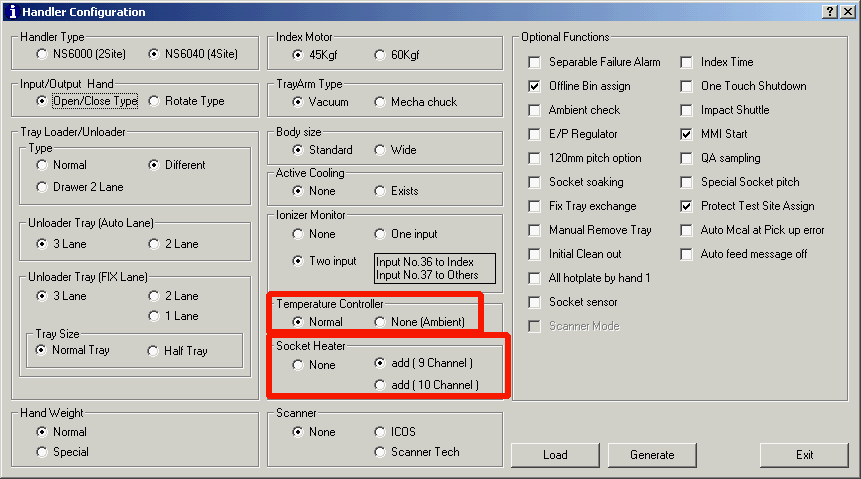 Handler Configuration
Handler Type
NS6000 (2Site)
NS6040 (4Site)
Input/Output Hand
Open/Close Type
Rotate Type
Tray Loader/Unloader
Type
Normal
Different
Drawer 2 Lane
Unloader Tray (Auto Lane)
3 Lane
2 Lane
Unloader Tray (FIX Lane)
3 Lane
2 Lane
1 Lane
Tray Size
Normal Tray
Half Tray
Hand Weight
Normal
Special
Index Motor
45Kgf
60Kgf
TrayArm Type
Vacuum
Mecha chuck
Body size
Standard
Wide
Active Cooling
None
Exists
Ionizer Monitor
None
One input
Two input
Input No.36 to Index
Input No.37 to Others
Temperature Controller
Normal
None (Ambient)
Socket Heater
None
add ( 9 Channel )
add ( 10 Channel )
Scanner
None
ICOS
Scanner Tech
Optional Functions
Separable Failure Alarm
Offline Bin assign
Ambient check
E/P Regulator
120mm pitch option
Socket soaking
Fix Tray exchange
Manual Remove Tray
Initial Clean out
All hotplate by hand 1
Socket sensor
Scanner Mode
Index Time
One Touch Shutdown
Impact Shuttle
MMI Start
QA sampling
Special Socket pitch
Protect Test Site Assign
Auto Mcal at Pick up error
Auto feed message off
Load
Generate
Exit